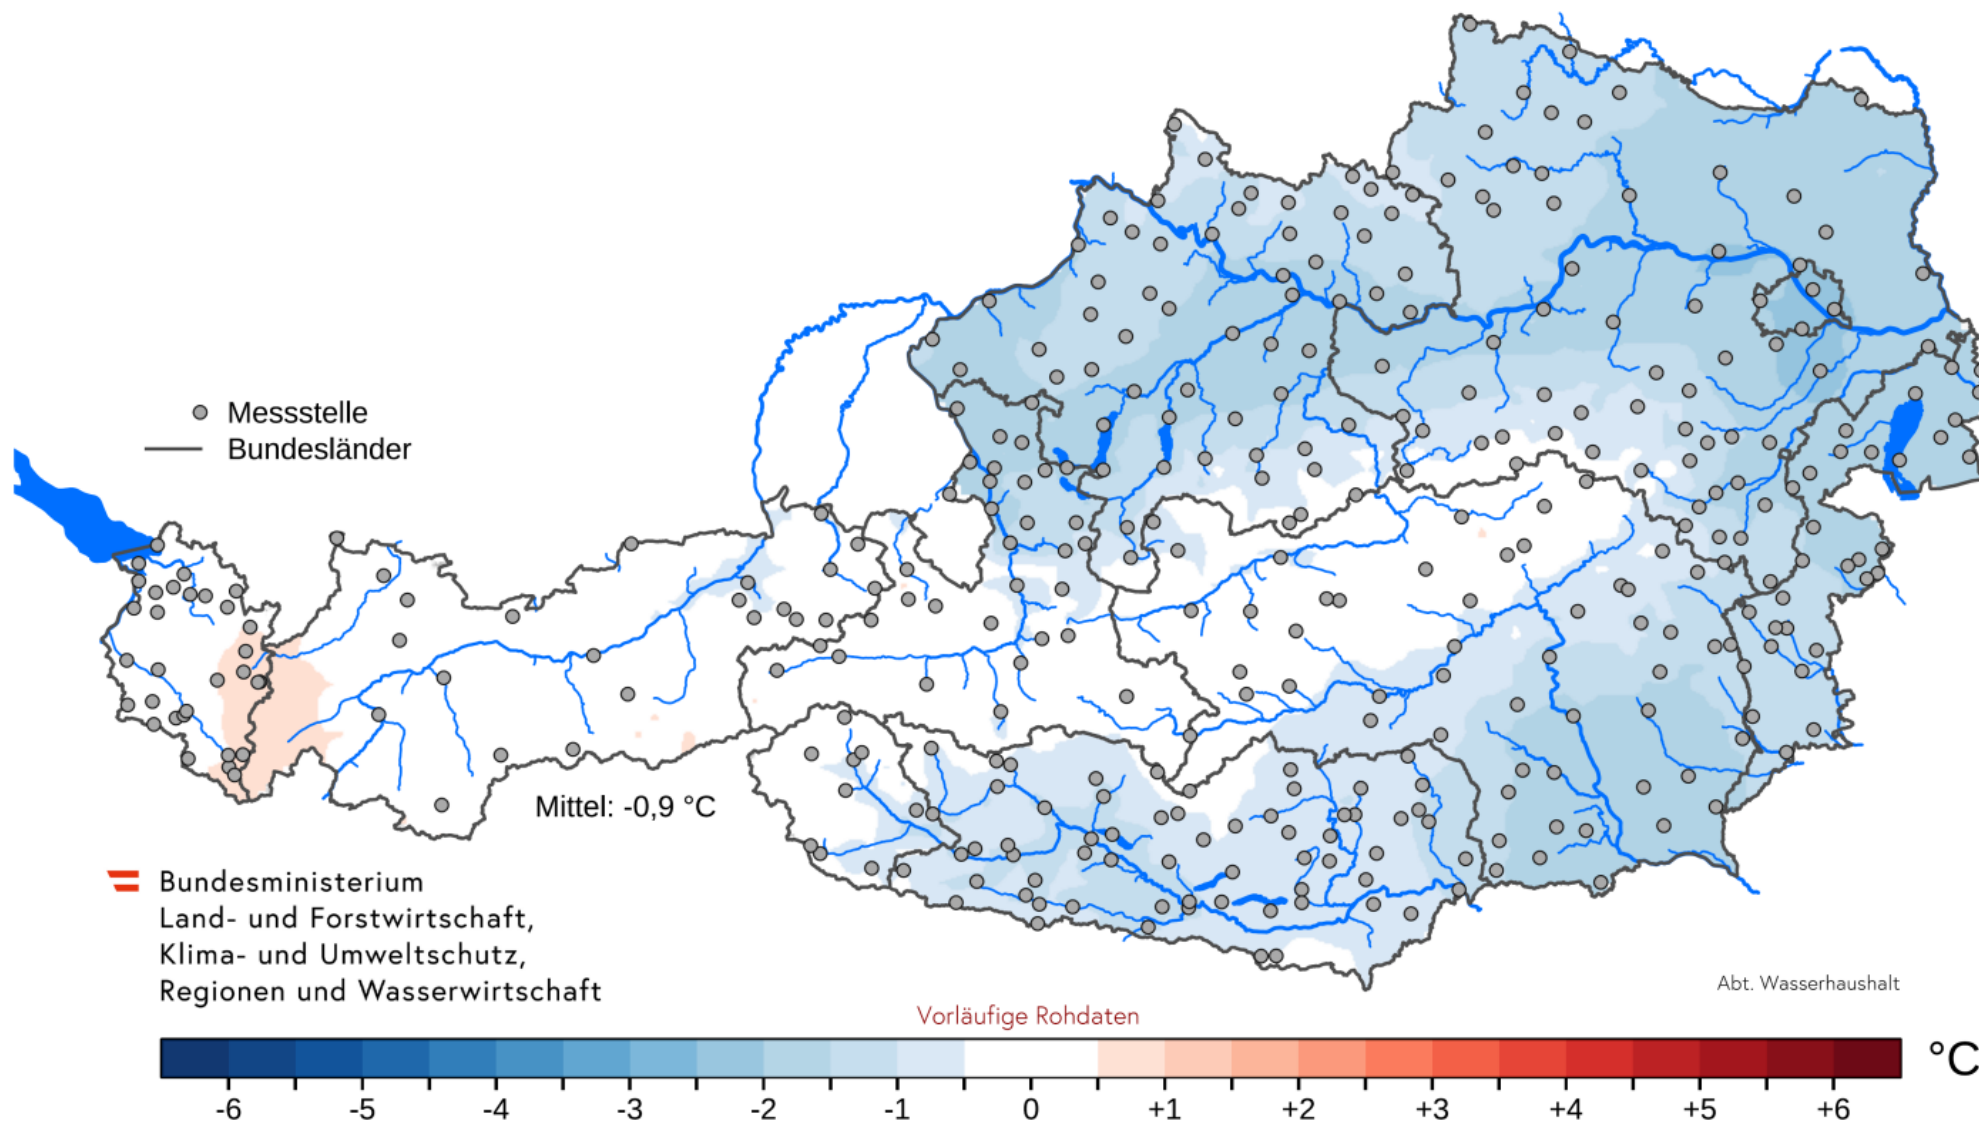 Messstelle
Bundesländer
Mittel: -0,9 °C
Bundesministerium
Land- und Forstwirtschaft,
Klima- und Umweltschutz,
Regionen und Wasserwirtschaft
Abt. Wasserhaushalt
Vorläufige Rohdaten
°C
-6 -5 -4 -3 -2 -1 0 +1 +2 +3 +4 +5 +6